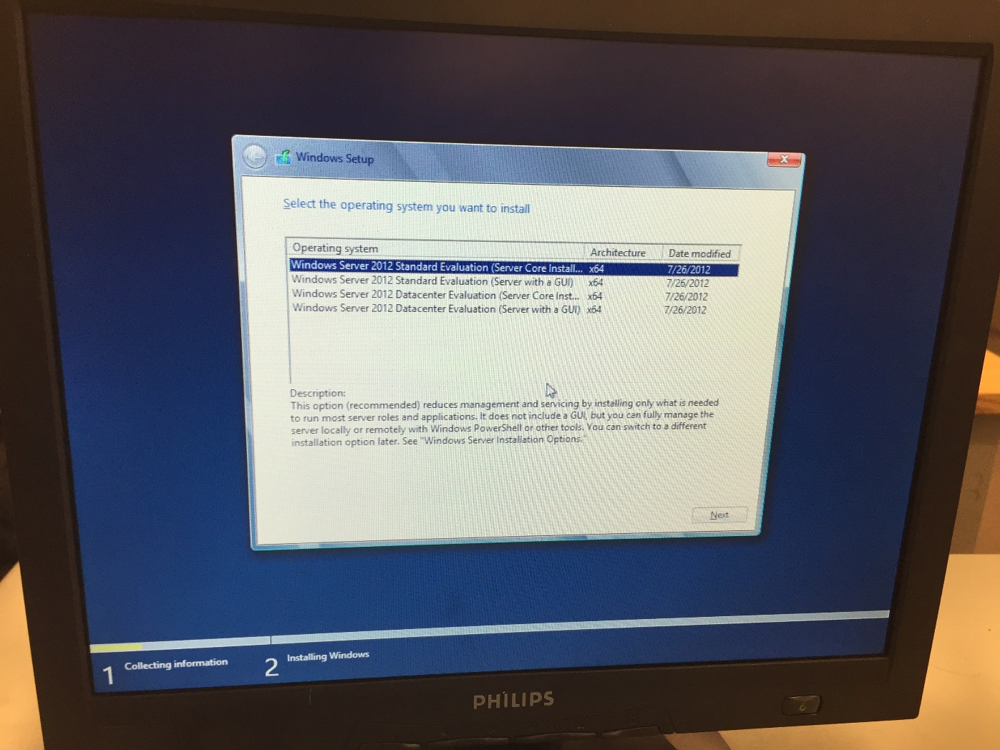 Windows Setup
Select the operating system you want to install
Operating system Architecture Date modified
Windows Server 2012 Standard Evaluation (Server Core Install... x64 7/26/2012
Windows Server 2012 Standard Evaluation (Server with a GUI) x64 7/26/2012
Windows Server 2012 Datacenter Evaluation (Server Core Inst... x64 7/26/2012
Windows Server 2012 Datacenter Evaluation (Server with a GUI) x64 7/26/2012
Description:
This option (recommended) reduces management and servicing by installing only what is needed
to run most server roles and applications. It does not include a GUI, but you can fully manage the
server locally or remotely with Windows PowerShell or other tools. You can switch to a different
installation option later. See "Windows Server Installation Options."
Next
1 Collecting information 2 Installing Windows
PHILIPS